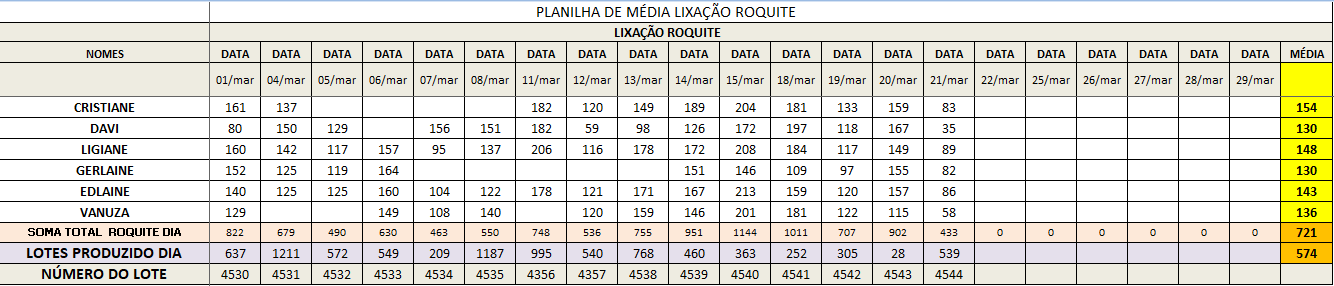 PLANILHA DE MÉDIA LIXAÇÃO ROQUITE
LIXAÇÃO ROQUITE
NOMES DATA DATA DATA DATA DATA DATA DATA DATA DATA DATA DATA DATA DATA DATA DATA DATA DATA DATA DATA DATA DATA MÉDIA
01/mar 04/mar 05/mar 06/mar 07/mar 08/mar 11/mar 12/mar 13/mar 14/mar 15/mar 18/mar 19/mar 20/mar 21/mar 22/mar 25/mar 26/mar 27/mar 28/mar 29/mar
CRISTIANE 161 137 182 120 149 189 204 181 133 159 83 154
DAVI 80 150 129 156 151 182 59 98 126 172 197 118 167 35 130
LIGIANE 160 142 117 157 95 137 206 116 178 172 208 184 117 149 89 148
GERLAINE 152 125 119 164 151 146 109 97 155 82 130
EDLAINE 140 125 125 160 104 122 178 121 171 167 213 159 120 157 86 143
VANUZA 129 149 108 140 120 159 146 201 181 122 115 58 136
SOMA TOTAL ROQUITE DIA 822 679 490 630 463 550 748 536 755 951 1144 1011 707 902 433 0 0 0 0 0 0 721
LOTES PRODUZIDO DIA 637 1211 572 549 209 1187 995 540 768 460 363 252 305 28 539 574
NÚMERO DO LOTE 4530 4531 4532 4533 4534 4535 4356 4357 4538 4539 4540 4541 4542 4543 4544